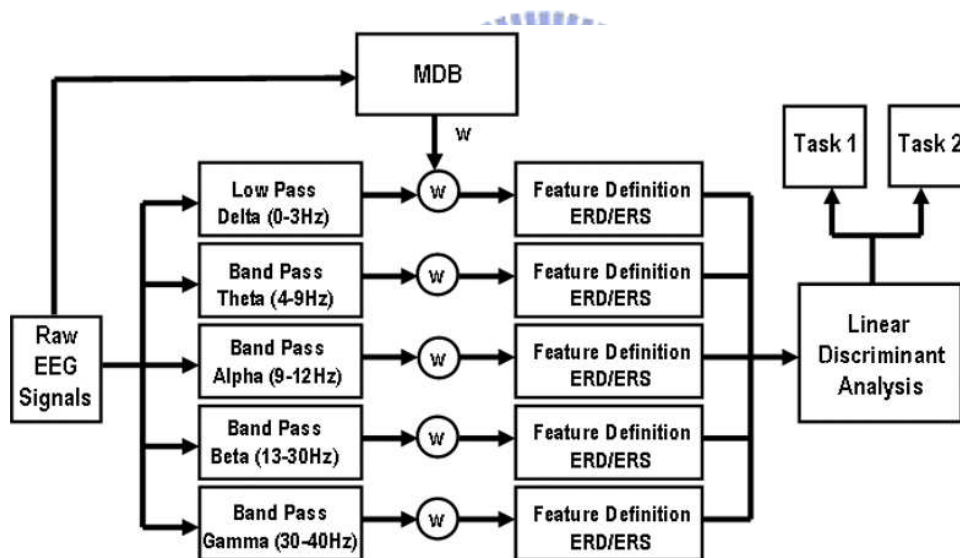 MDB
w
Task 1
Task 2
Low Pass
Delta (0-3Hz)
w
Feature Definition
ERD/ERS
Band Pass
Theta (4-9Hz)
w
Feature Definition
ERD/ERS
Raw
EEG
Signals
Band Pass
Alpha (9-12Hz)
w
Feature Definition
ERD/ERS
Linear
Discriminant
Analysis
Band Pass
Beta (13-30Hz)
w
Feature Definition
ERD/ERS
Band Pass
Gamma (30-40Hz)
w
Feature Definition
ERD/ERS